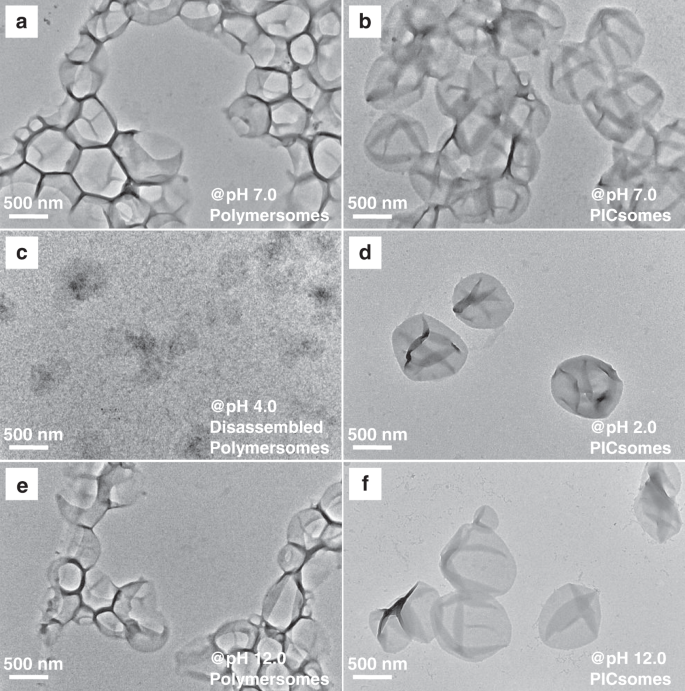 a
@pH 7.0
Polymersomes
500 nm
b
@pH 7.0
PICsomes
500 nm
c
@pH 4.0
Disassembled
Polymersomes
500 nm
d
@pH 2.0
PICsomes
500 nm
e
@pH 12.0
Polymersomes
500 nm
f
@pH 12.0
PICsomes
500 nm